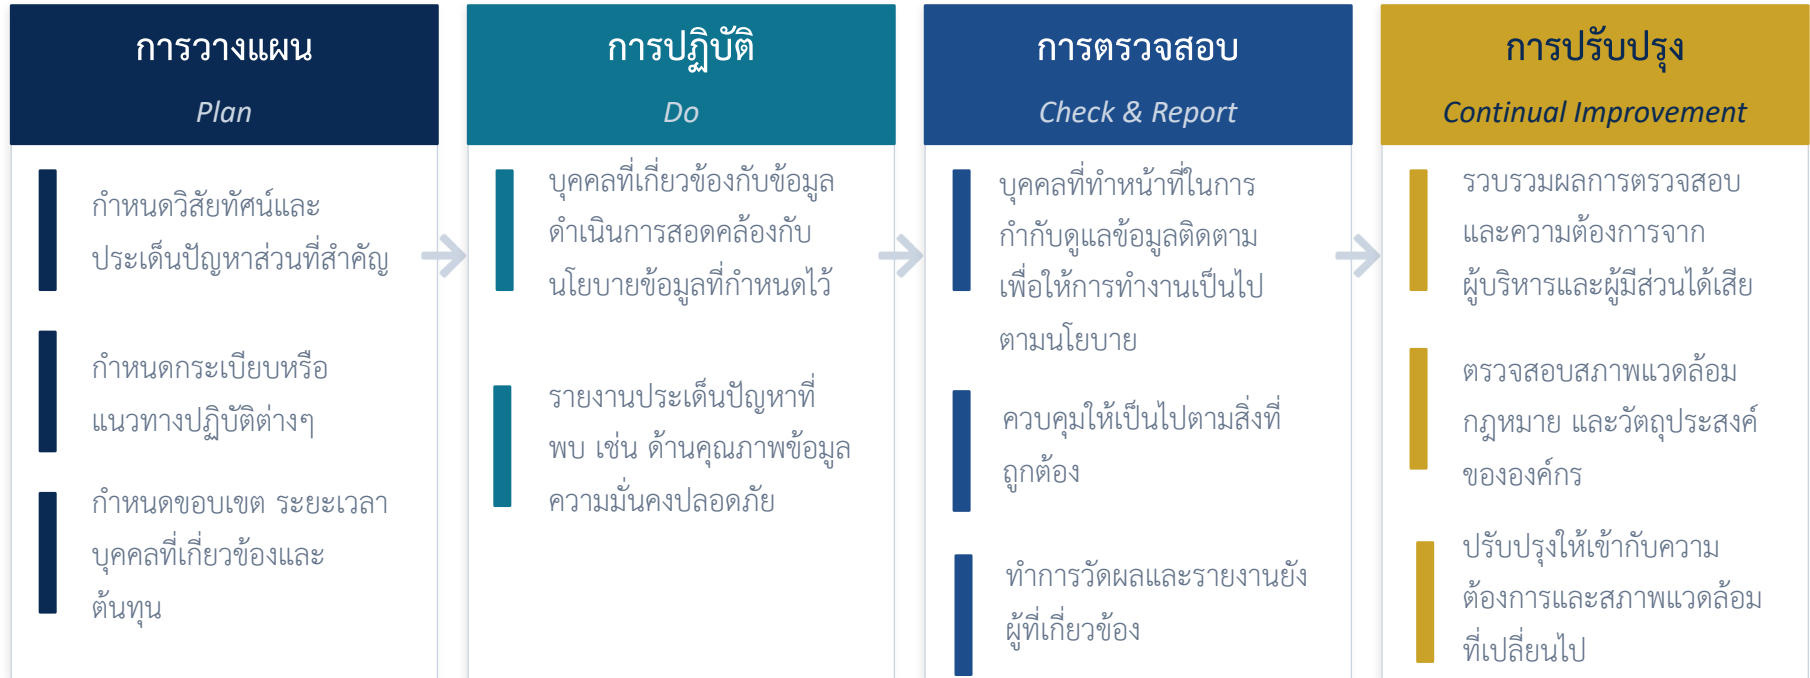 การวางแผน
Plan
กำหนดวิสัยทัศน์และ
ประเด็นปัญหาส่วนที่สำคัญ
กำหนดกระเบียบหรือ
แนวทางปฏิบัติต่างๆ
กำหนดขอบเขต ระยะเวลา
บุคคลที่เกี่ยวข้องและ
ต้นทุน
การปฏิบัติ
Do
บุคคลที่เกี่ยวข้องกับข้อมูล
ดำเนินการสอดคล้องกับ
นโยบายข้อมูลที่กำหนดไว้
รายงานประเด็นปัญหาที่
พบ เช่น ด้านคุณภาพข้อมูล
ความมั่นคงปลอดภัย
การตรวจสอบ
Check & Report
บุคคลที่ทำหน้าที่ในการ
กำกับดูแลข้อมูลติดตาม
เพื่อให้การทำงานเป็นไป
ตามนโยบาย
ควบคุมให้เป็นไปตามสิ่งที่
ถูกต้อง
ทำการวัดผลและรายงานยัง
ผู้ที่เกี่ยวข้อง
การปรับปรุง
Continual Improvement
รวบรวมผลการตรวจสอบ
และความต้องการจาก
ผู้บริหารและผู้มีส่วนได้เสีย
ตรวจสอบสภาพแวดล้อม
กฎหมาย และวัตถุประสงค์
ขององค์กร
ปรับปรุงให้เข้ากับความ
ต้องการและสภาพแวดล้อม
ที่เปลี่ยนไป